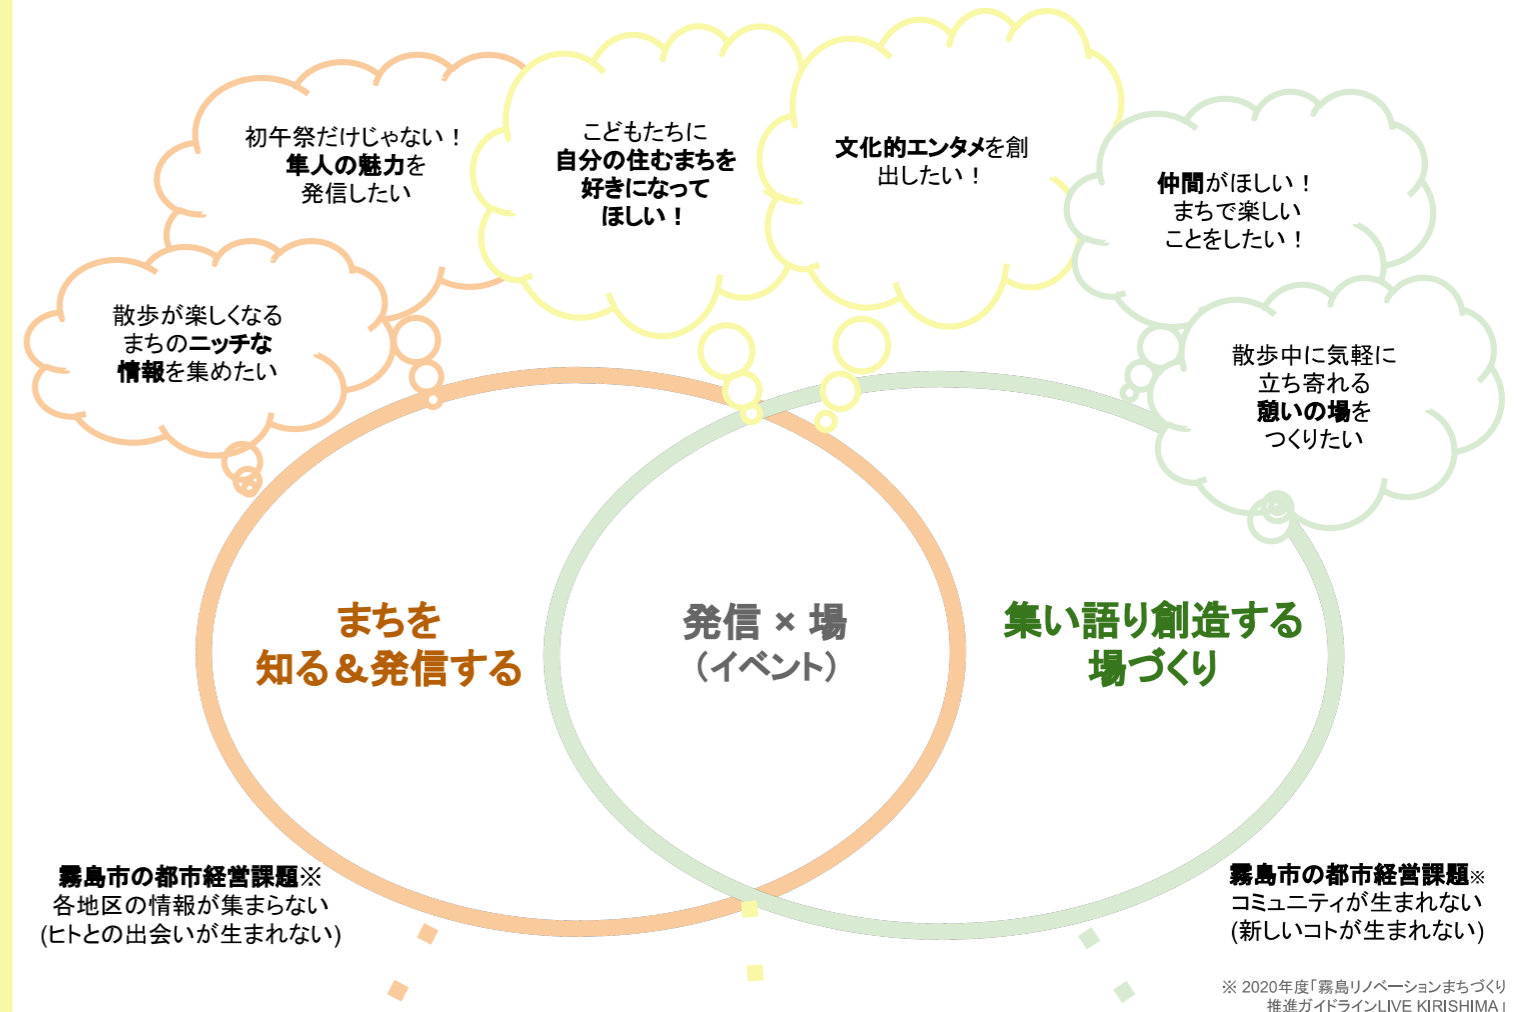 初午祭だけじゃない！
隼人の魅力を
発信したい
こどもたちに
自分の住むまちを
好きになって
ほしい！
文化的エンタメを創
出したい！
仲間がほしい！
まちで楽しい
ことをしたい！
散歩が楽しくなる
まちのニッチな
情報を集めたい
散歩中に気軽に
立ち寄れる
憩いの場を
つくりたい
まちを
知る＆発信する
発信 × 場
（イベント）
集い語り創造する
場づくり
霧島市の都市経営課題※
各地区の情報が集まらない
(ヒトとの出会いが生まれない)
霧島市の都市経営課題※
コミュニティが生まれない
(新しいコトが生まれない)
※ 2020年度「霧島リノベーションまちづくり
推進ガイドラインLIVE KIRISHIMA」